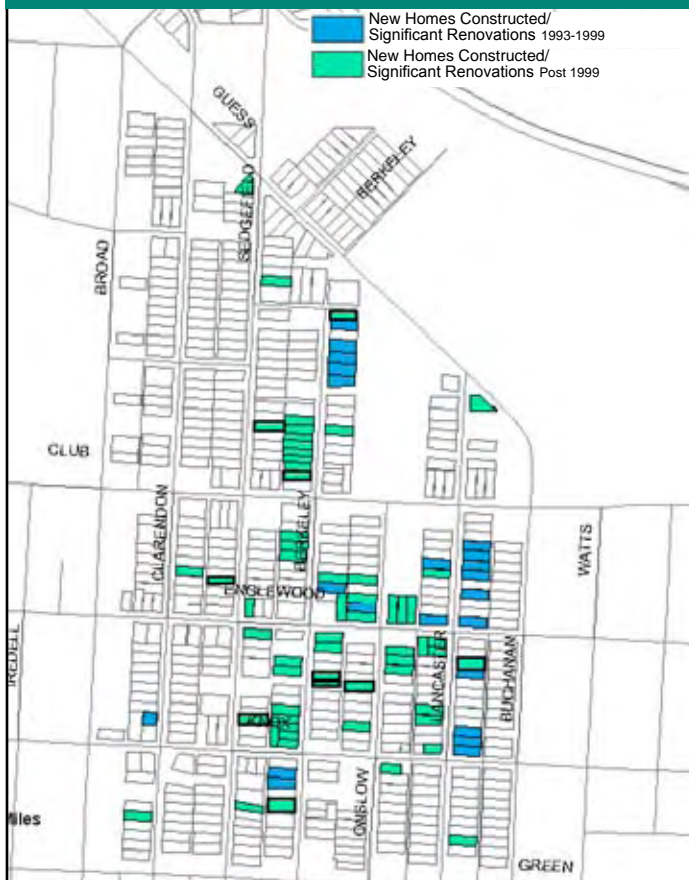 New Homes Constructed/
Significant Renovations 1993-1999
New Homes Constructed/
Significant Renovations Post 1999
GUESS
BERKELEY
SEDGEFIELD
BROAD
CLUB
CLARENDON
BERKELEY
WATTS
ENGLEWOOD
LANCASTER
BUCHANAN
ONSLOW
Miles
GREEN